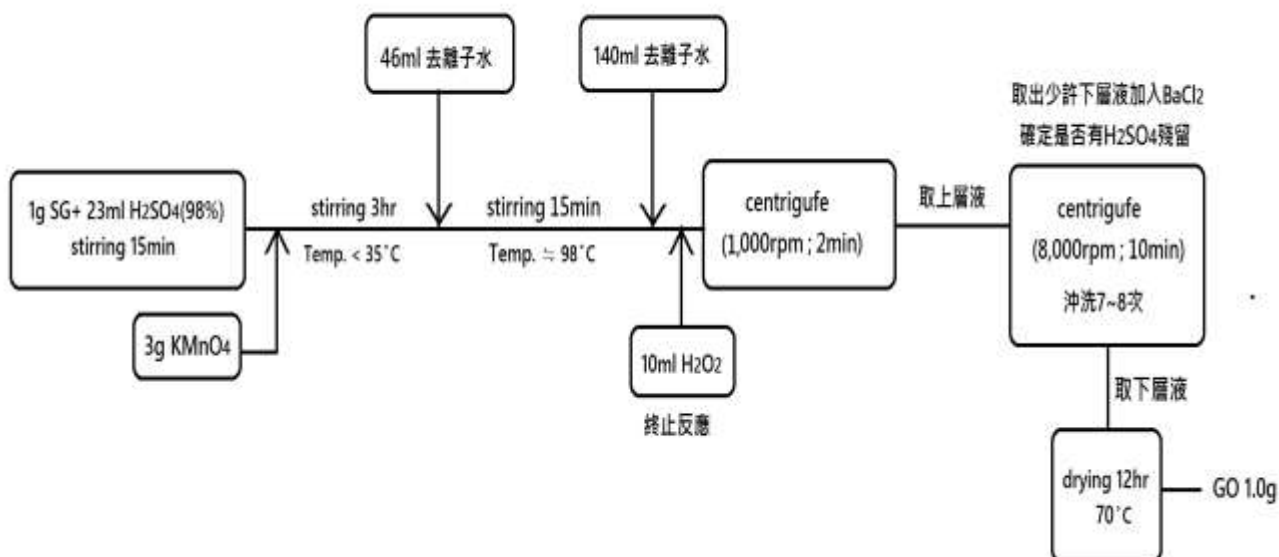 46ml 去離子水
140ml 去離子水
取出少許下層液加入BaCl2
確定是否有H2SO4殘留
1g SG+ 23ml H2SO4(98%)
stirring 15min
stirring 3hr
Temp. < 35°C
stirring 15min
Temp. ≒ 98°C
centrigufe
(1,000rpm ; 2min)
取上層液
centrigufe
(8,000rpm ; 10min)
沖洗7~8次
3g KMnO4
10ml H2O2
終止反應
取下層液
drying 12hr
70°C
GO 1.0g